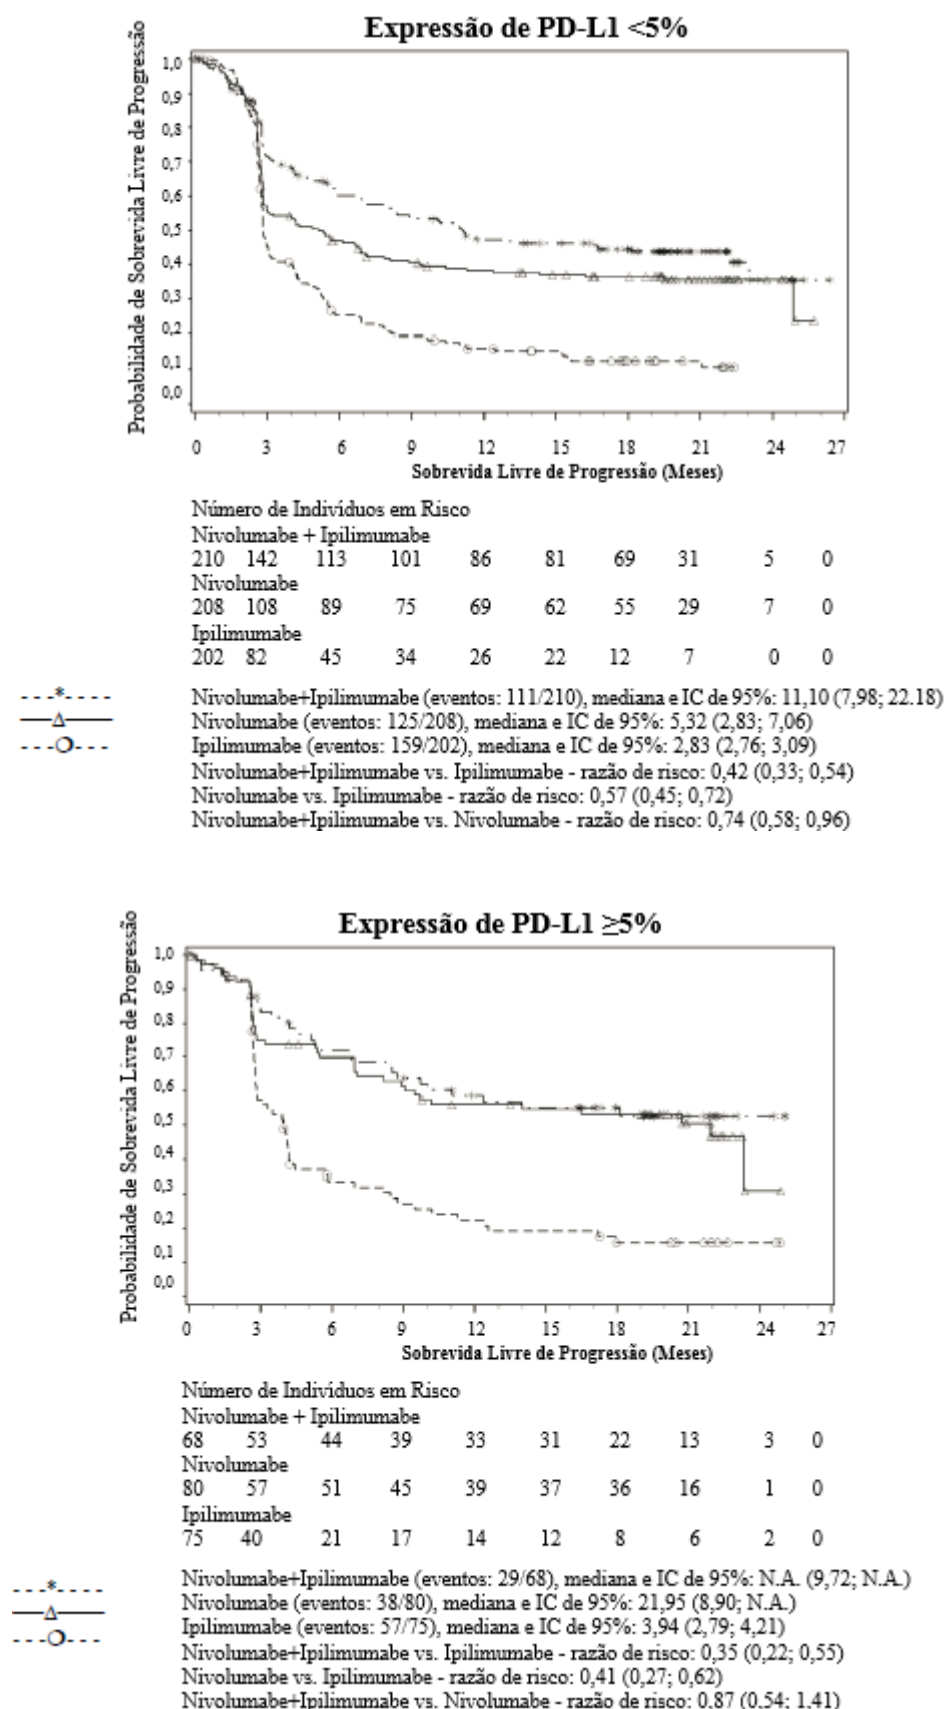 Expressão de PD-L1 <5%
Probabilidade de Sobrevida Livre de Progressão
1,0
0,9
0,8
0,7
0,6
0,5
0,4
0,3
0,2
0,1
0,0
0 3 6 9 12 15 18 21 24 27
Sobrevida Livre de Progressão (Meses)
Número de Indivíduos em Risco
Nivolumabe + Ipilimumabe
210 142 113 101 86 81 69 31 5 0
Nivolumabe
208 108 89 75 69 62 55 29 7 0
Ipilimumabe
202 82 45 34 26 22 12 7 0 0
- - -*- - - - Nivolumabe+Ipilimumabe (eventos: 111/210), mediana e IC de 95%: 11,10 (7,98; 22.18)
—Δ— Nivolumabe (eventos: 125/208), mediana e IC de 95%: 5,32 (2,83; 7,06)
- - -O- - - Ipilimumabe (eventos: 159/202), mediana e IC de 95%: 2,83 (2,76; 3,09)
Nivolumabe+Ipilimumabe vs. Ipilimumabe - razão de risco: 0,42 (0,33; 0,54)
Nivolumabe vs. Ipilimumabe - razão de risco: 0,57 (0,45; 0,72)
Nivolumabe+Ipilimumabe vs. Nivolumabe - razão de risco: 0,74 (0,58; 0,96)
Expressão de PD-L1 ≥5%
Probabilidade de Sobrevida Livre de Progressão
1,0
0,9
0,8
0,7
0,6
0,5
0,4
0,3
0,2
0,1
0,0
0 3 6 9 12 15 18 21 24 27
Sobrevida Livre de Progressão (Meses)
Número de Indivíduos em Risco
Nivolumabe + Ipilimumabe
68 53 44 39 33 31 22 13 3 0
Nivolumabe
80 57 51 45 39 37 36 16 1 0
Ipilimumabe
75 40 21 17 14 12 8 6 2 0
- - -*- - - - Nivolumabe+Ipilimumabe (eventos: 29/68), mediana e IC de 95%: N.A. (9,72; N.A.)
—Δ— Nivolumabe (eventos: 38/80), mediana e IC de 95%: 21,95 (8,90; N.A.)
- - -O- - - Ipilimumabe (eventos: 57/75), mediana e IC de 95%: 3,94 (2,79; 4,21)
Nivolumabe+Ipilimumabe vs. Ipilimumabe - razão de risco: 0,35 (0,22; 0,55)
Nivolumabe vs. Ipilimumabe - razão de risco: 0,41 (0,27; 0,62)
Nivolumabe+Ipilimumabe vs. Nivolumabe - razão de risco: 0,87 (0,54; 1,41)